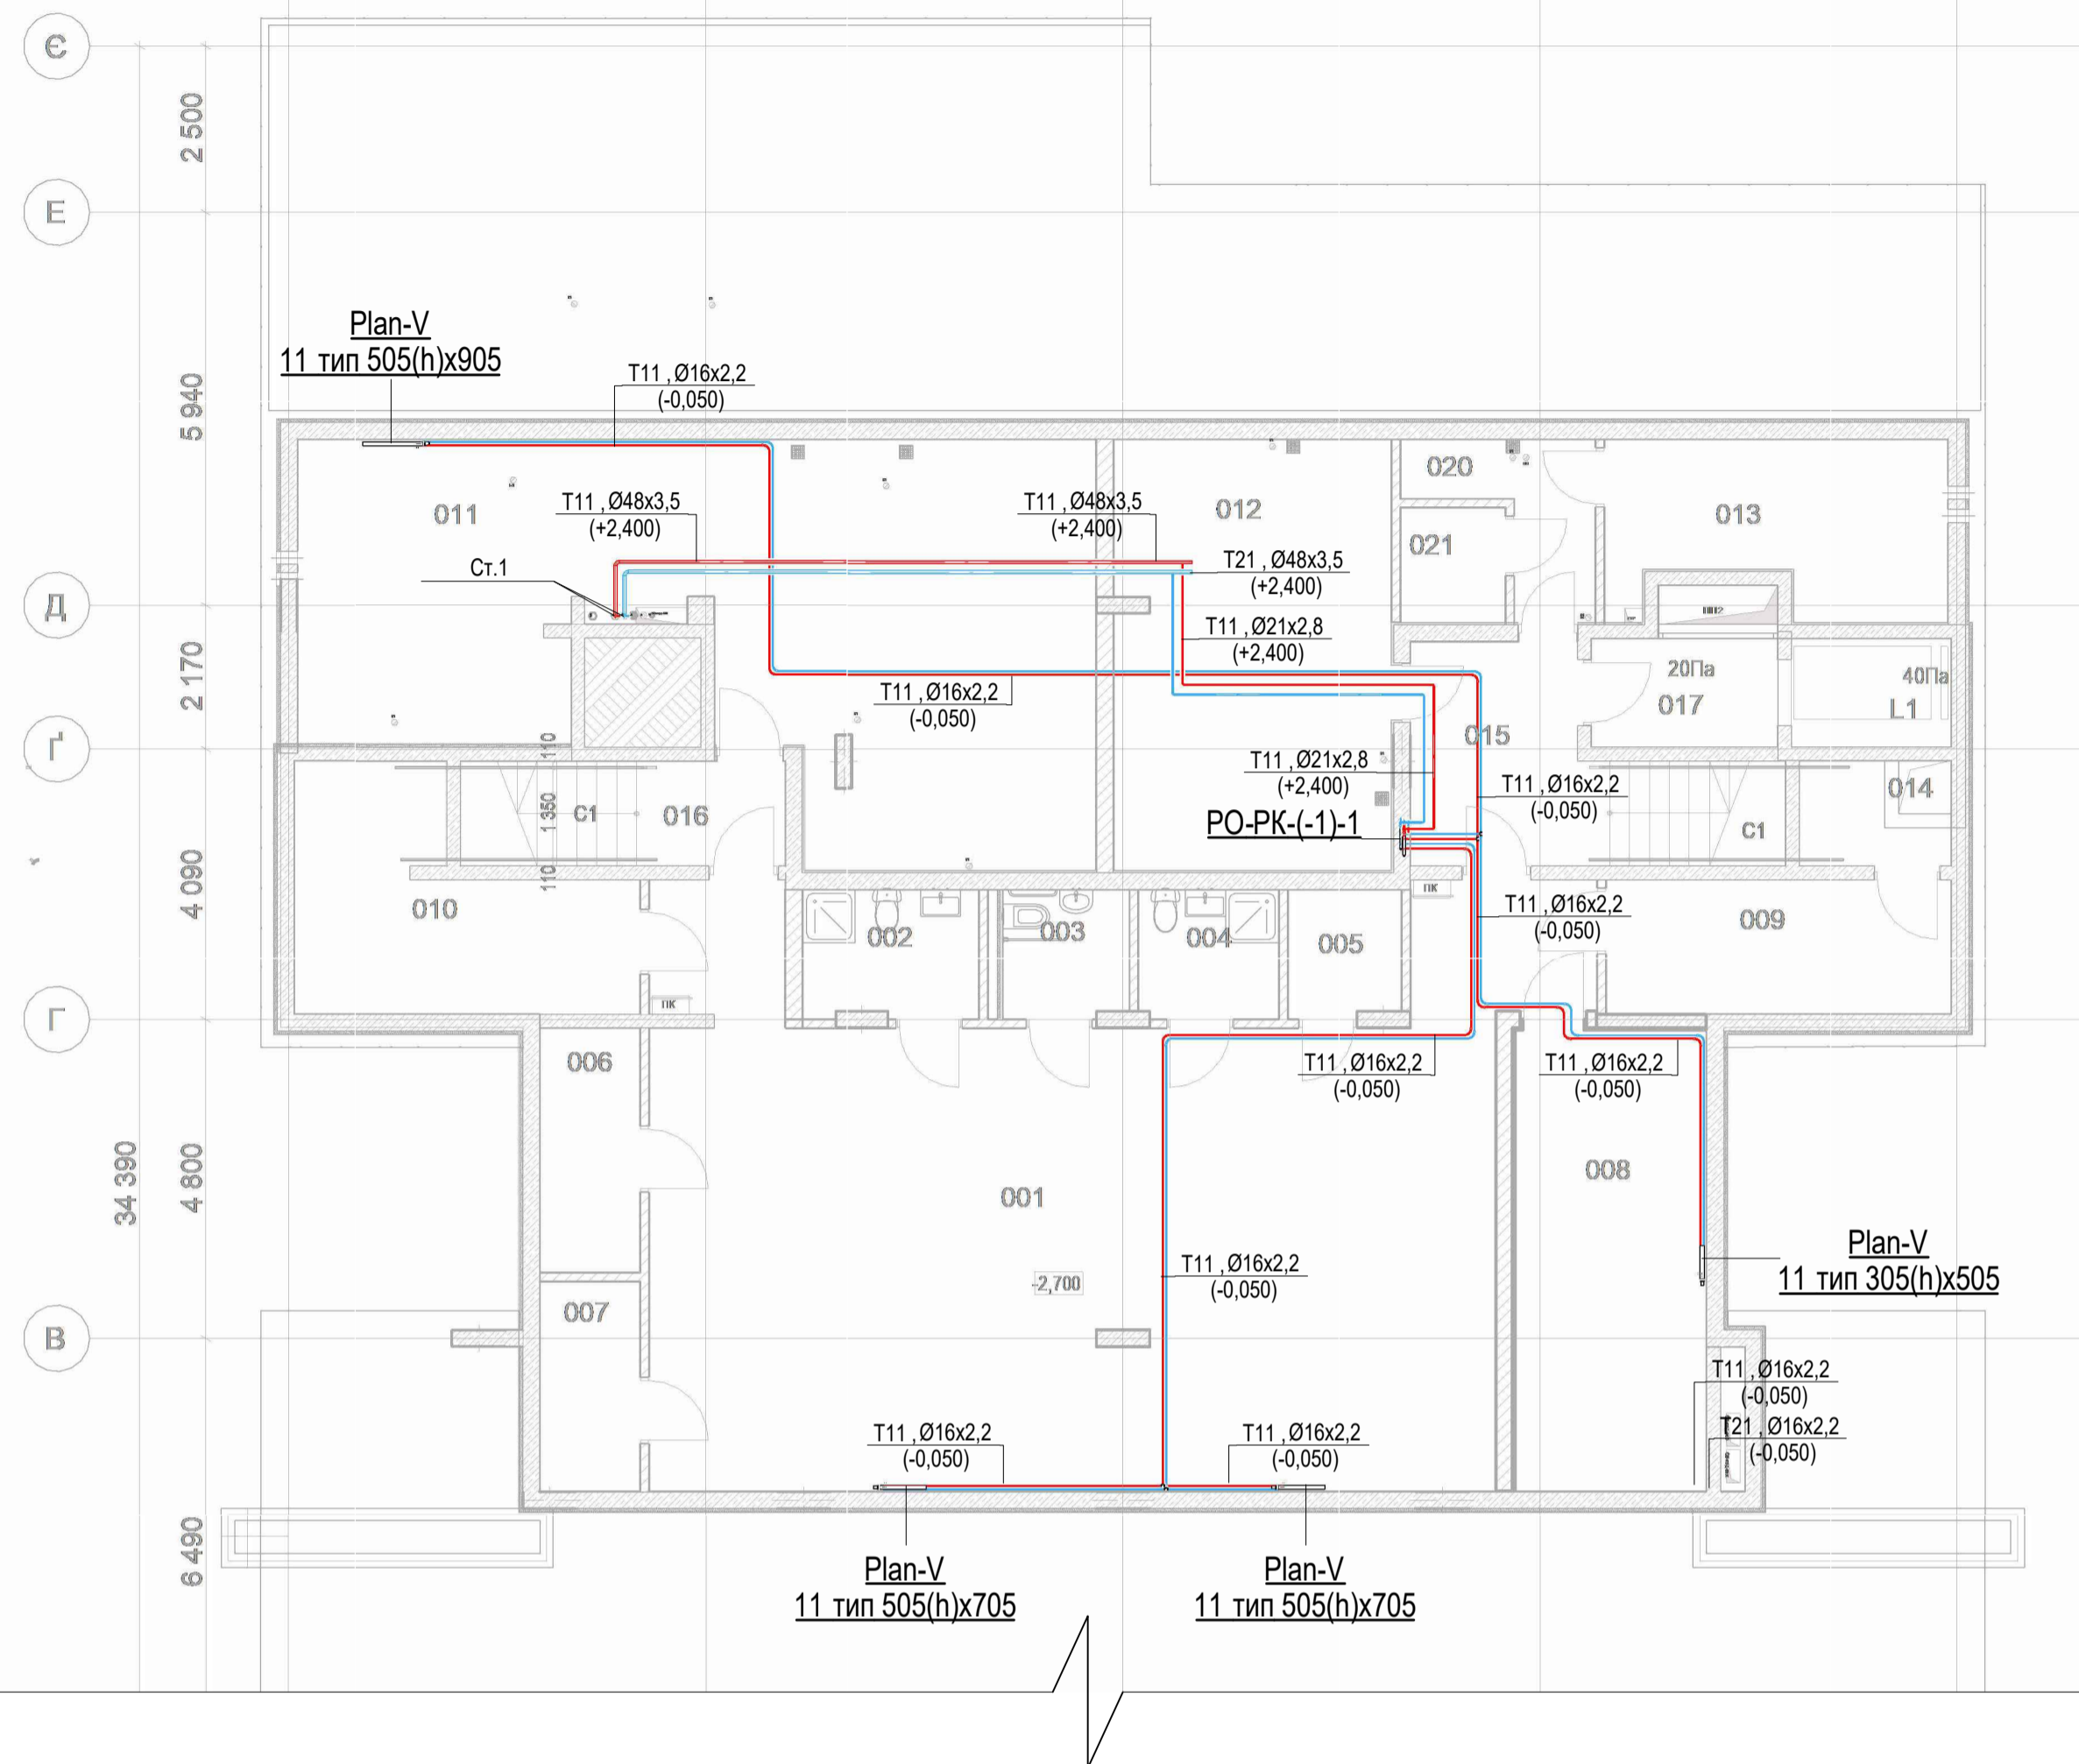 Є
2 500
Е
Plan-V
11 тип 505(h)x905
T11 , Ø16x2,2
(-0,050)
5 940
020
011
T11 , Ø48x3,5
(+2,400)
T11 , Ø48x3,5
(+2,400)
012
013
021
Ст.1
T21 , Ø48x3,5
(+2,400)
Д
T11 , Ø21x2,8
(+2,400)
2 170
T11 , Ø16x2,2
(-0,050)
20Па
017
40Па
L1
Ґ
110
015
T11 , Ø21x2,8
(+2,400)
T11 , Ø16x2,2
(-0,050)
014
1 350
С1
016
РО-РК-(-1)-1
С1
4 090
110
010
ПК
T11 , Ø16x2,2
(-0,050)
009
002
003
004
005
ПК
Г
006
T11 , Ø16x2,2
(-0,050)
T11 , Ø16x2,2
(-0,050)
34 390
4 800
001
008
T11 , Ø16x2,2
(-0,050)
-2,700
Plan-V
11 тип 305(h)x505
007
В
T11 , Ø16x2,2
(-0,050)
T21 , Ø16x2,2
(-0,050)
T11 , Ø16x2,2
(-0,050)
T11 , Ø16x2,2
(-0,050)
6 490
Plan-V
11 тип 505(h)x705
Plan-V
11 тип 505(h)x705